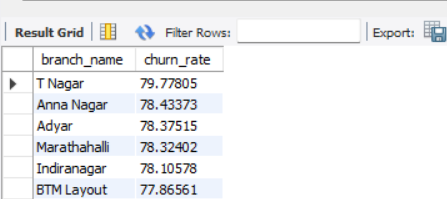 Result Grid Filter Rows: Export:
branch_name churn_rate
T Nagar 79.77805
Anna Nagar 78.43373
Adyar 78.37515
Marathahalli 78.32402
Indiranagar 78.10578
BTM Layout 77.86561